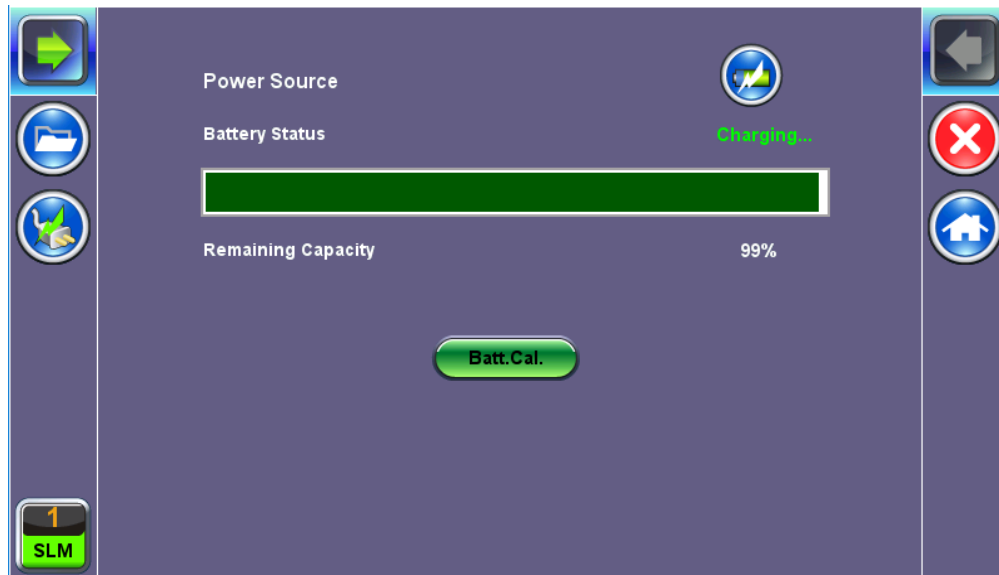 Power Source
Battery Status
Charging...
Remaining Capacity
99%
Batt.Cal.
1
SLM